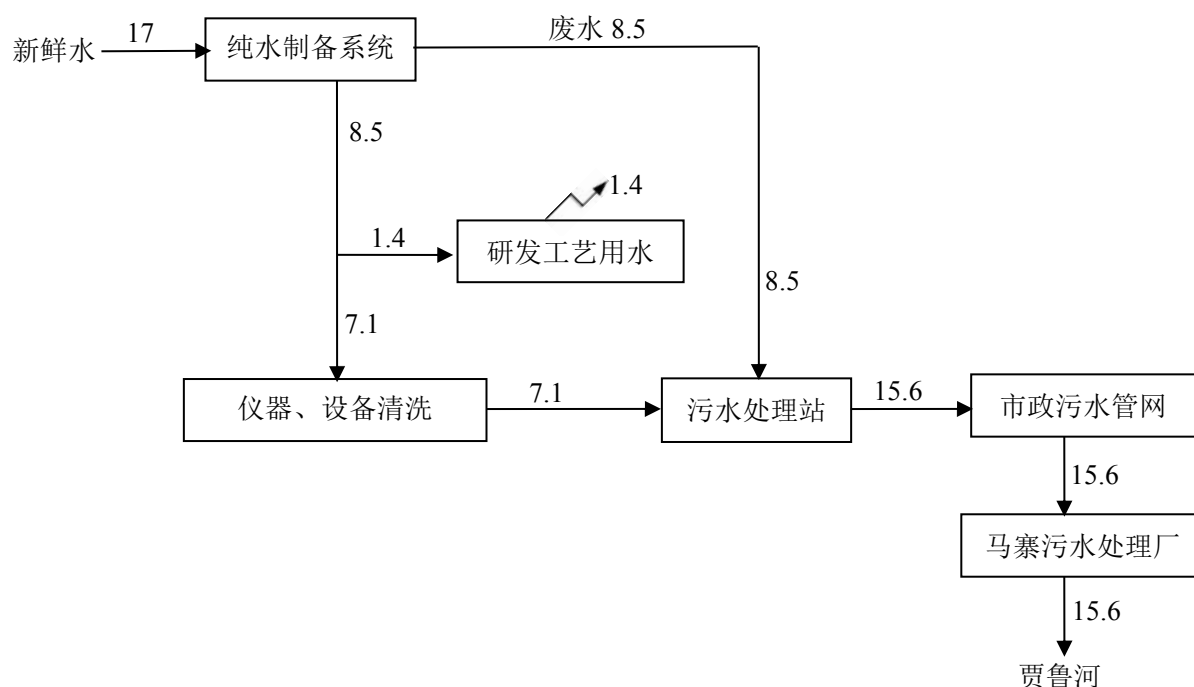 新鲜水
17
纯水制备系统
废水 8.5
8.5
1.4
1.4
研发工艺用水
8.5
7.1
仪器、设备清洗
7.1
污水处理站
15.6
市政污水管网
15.6
马寨污水处理厂
15.6
贾鲁河